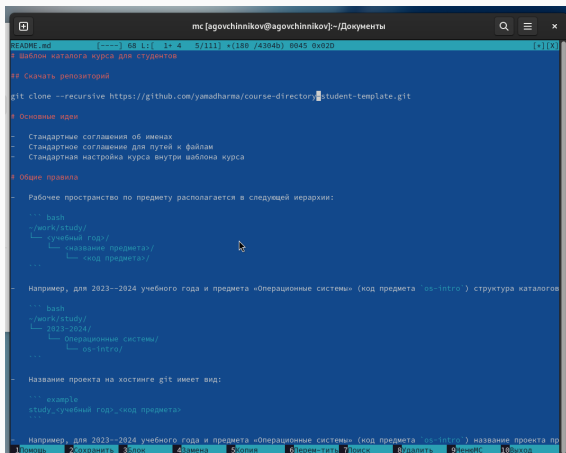 mc [agovchinnikov@agovchinnikov]:~/Документы
README.md [----] 68 L:[ 1+ 4 5/111] *(180 /4304b) 0045 0x02D [*][X]
# Шаблон каталога курса для студентов
## Скачать репозиторий
git clone --recursive https://github.com/yamadharma/course-directory-student-template.git
# Основные идеи
- Стандартные соглашения об именах
- Стандартное соглашение для путей к файлам
- Стандартная настройка курса внутри шаблона курса
# Общие правила
- Рабочее пространство по предмету располагается в следующей иерархии:
``` bash
~/work/study/
└── <учебный год>/
└── <название предмета>/
└── <код предмета>/
```
- Например, для 2023--2024 учебного года и предмета «Операционные системы» (код предмета `os-intro`) структура каталогов
``` bash
~/work/study/
└── 2023-2024/
└── Операционные системы/
└── os-intro/
```
- Название проекта на хостинге git имеет вид:
``` example
study_<учебный год>_<код предмета>
```
- Например, для 2023--2024 учебного года и предмета «Операционные системы» (код предмета `os-intro`) название проекта пр
1Помощь 2Сохранить 3Блок 4Замена 5Копия 6Перем~тить 7Поиск 8Удалить 9МенюMC 10Выход